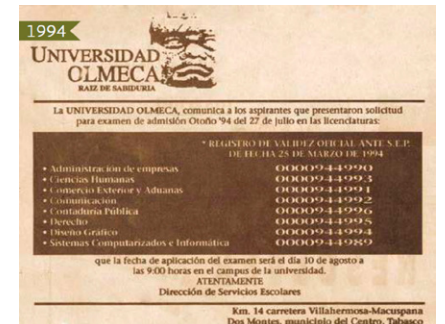 1994
UNIVERSIDAD
OLMECA
RAIZ DE SABIDURIA
La UNIVERSIDAD OLMECA, comunica a los aspirantes que presentaron solicitud
para examen de admisión Otoño '94 del 27 de julio en las licenciaturas:
* REGISTRO DE VALIDEZ OFICIAL ANTE S.E.P.
DE FECHA 25 DE MARZO DE 1994
• Administración de empresas 0000944990
• Ciencias Humanas 0000944993
• Comercio Exterior y Aduanas 0000944991
• Comunicación 0000944992
• Contaduría Pública 0000944996
• Derecho 0000944995
• Diseño Gráfico 0000944994
• Sistemas Computarizados e Informática 0000944989
que la fecha de aplicación del examen será el día 10 de agosto a
las 9:00 horas en el campus de la universidad.
ATENTAMENTE
Dirección de Servicios Escolares
Km. 14 carretera Villahermosa-Macuspana
Dos Montes, municipio del Centro, Tabasco